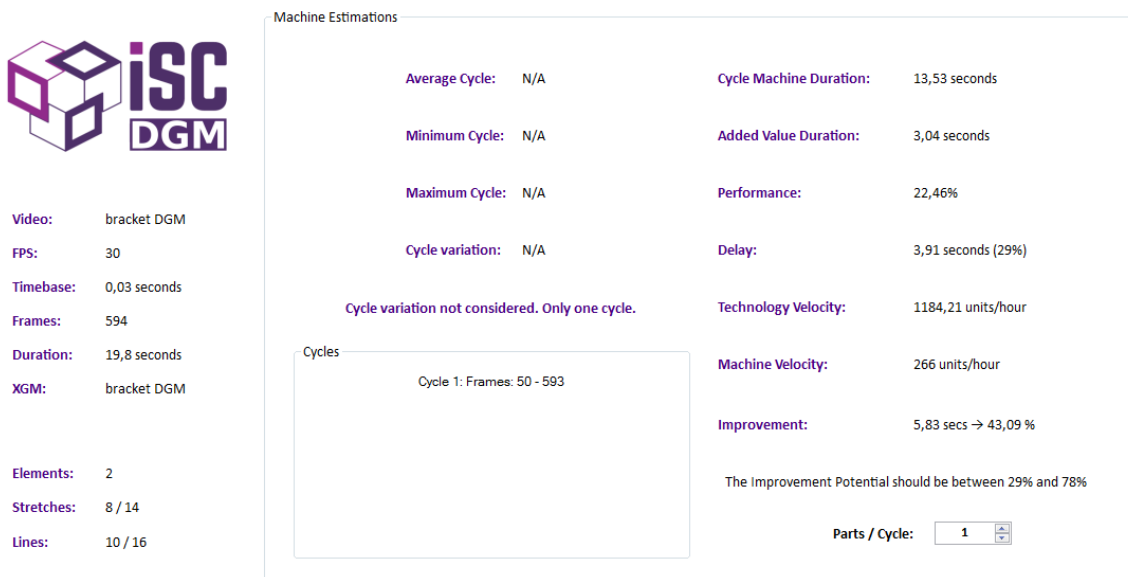 iSC
DGM
Video: bracket DGM
FPS: 30
Timebase: 0,03 seconds
Frames: 594
Duration: 19,8 seconds
XGM: bracket DGM
Elements: 2
Stretches: 8 / 14
Lines: 10 / 16
Machine Estimations
Average Cycle: N/A
Minimum Cycle: N/A
Maximum Cycle: N/A
Cycle variation: N/A
Cycle variation not considered. Only one cycle.
Cycles
Cycle 1: Frames: 50 - 593
Cycle Machine Duration: 13,53 seconds
Added Value Duration: 3,04 seconds
Performance: 22,46%
Delay: 3,91 seconds (29%)
Technology Velocity: 1184,21 units/hour
Machine Velocity: 266 units/hour
Improvement: 5,83 secs → 43,09 %
The Improvement Potential should be between 29% and 78%
Parts / Cycle: 1